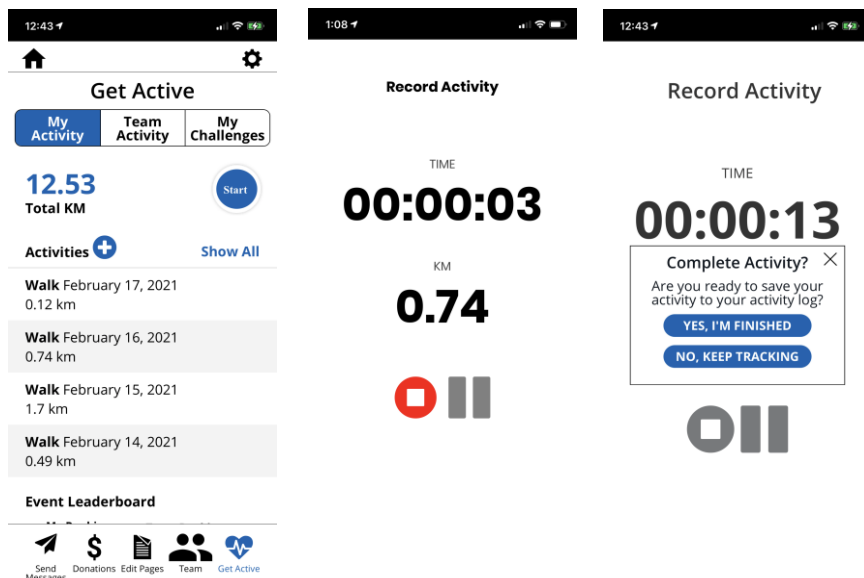 12:43
Get Active
My Activity
Team Activity
My Challenges
12.53
Total KM
Start
Activities
Show All
Walk February 17, 2021
0.12 km
Walk February 16, 2021
0.74 km
Walk February 15, 2021
1.7 km
Walk February 14, 2021
0.49 km
Event Leaderboard
Send Messages
Donations
Edit Pages
Team
Get Active
1:08
Record Activity
TIME
00:00:03
KM
0.74
12:43
Record Activity
TIME
00:00:13
Complete Activity?
Are you ready to save your
activity to your activity log?
YES, I'M FINISHED
NO, KEEP TRACKING